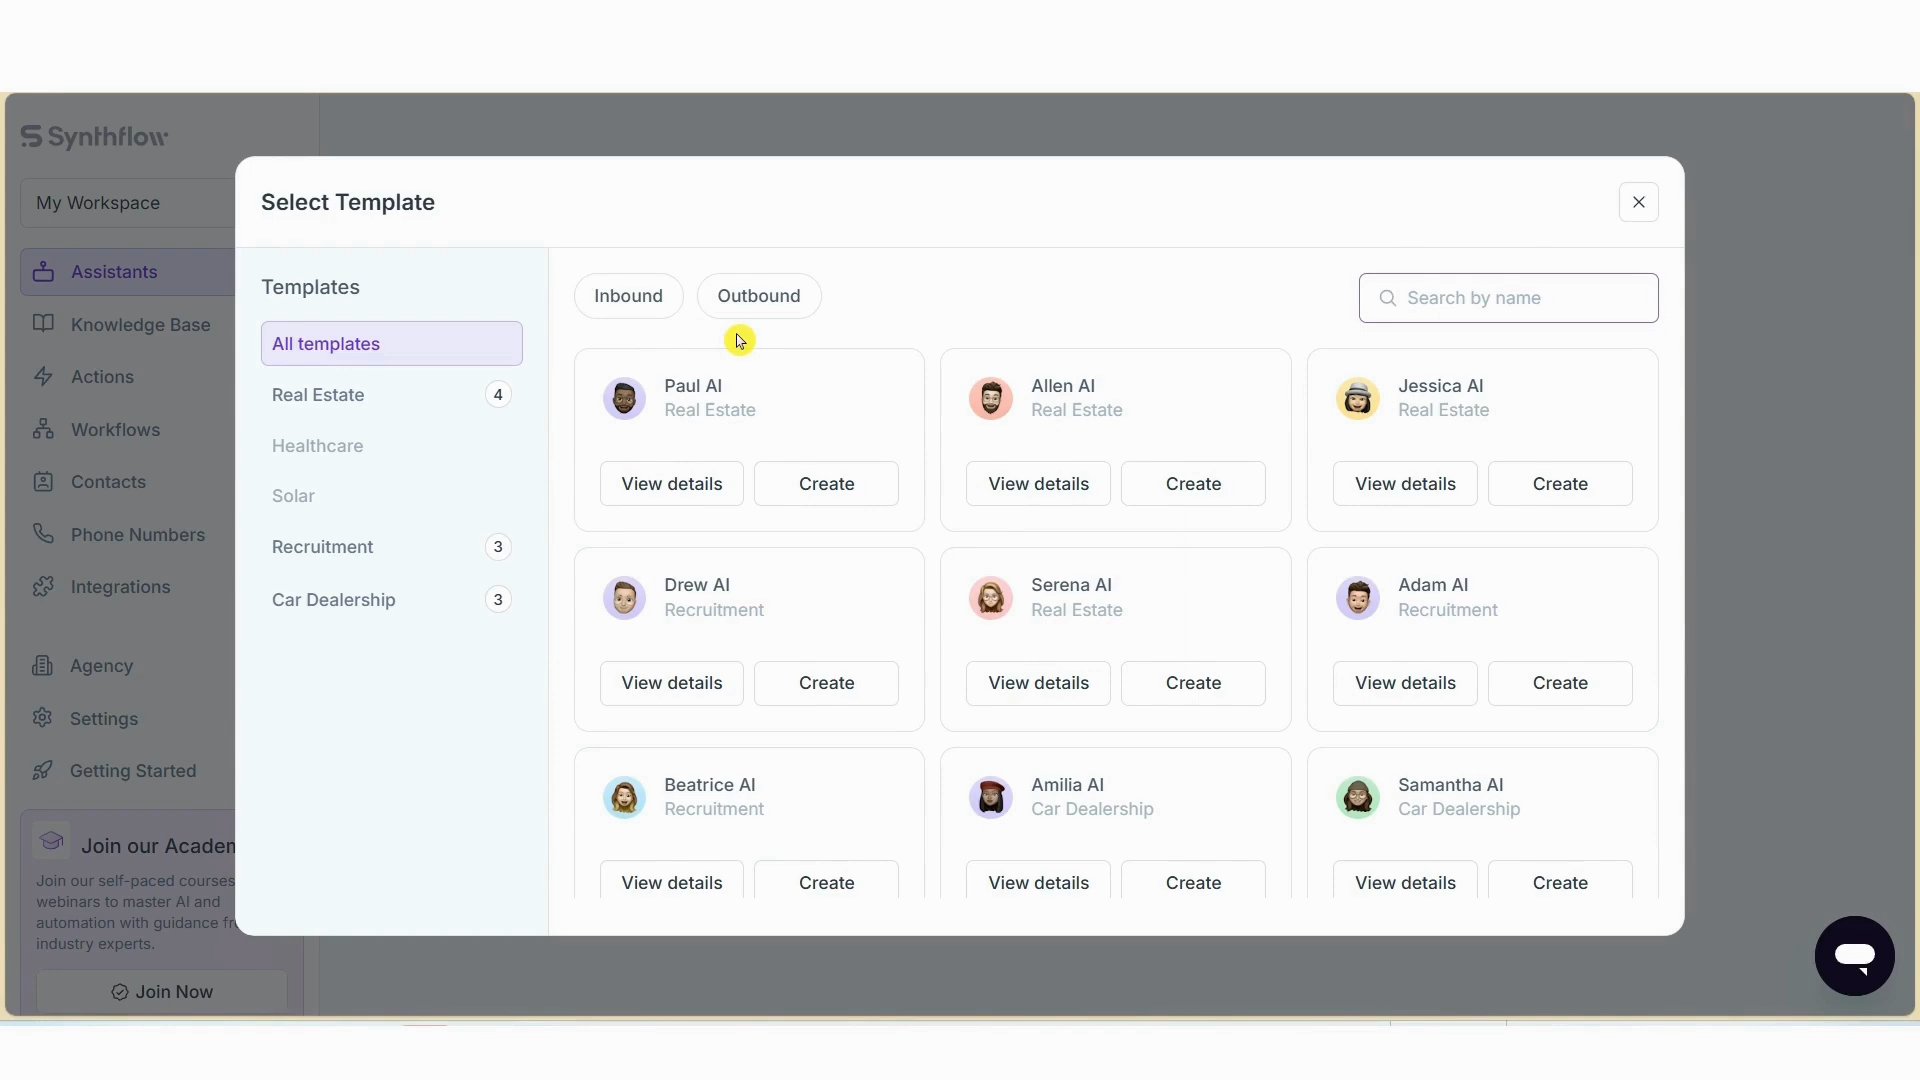 Synthflow
My Workspace
Assistants
Knowledge Base
Actions
Workflows
Contacts
Phone Numbers
Integrations
Agency
Settings
Getting Started
Join our Academ
Join our self-paced courses
webinars to master AI and
automation with guidance fr
industry experts.
Join Now
Select Template
Templates
All templates
Real Estate 4
Healthcare
Solar
Recruitment 3
Car Dealership 3
Inbound Outbound
Search by name
Paul AI
Real Estate
View details Create
Allen AI
Real Estate
View details Create
Jessica AI
Real Estate
View details Create
Drew AI
Recruitment
View details Create
Serena AI
Real Estate
View details Create
Adam AI
Recruitment
View details Create
Beatrice AI
Recruitment
View details Create
Amilia AI
Car Dealership
View details Create
Samantha AI
Car Dealership
View details Create